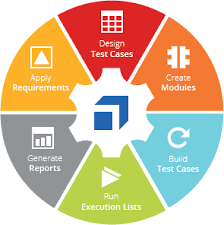 Design
Test Cases
Create
Modules
Build
Test Cases
Run
Execution Lists
Generate
Reports
Apply
Requirements